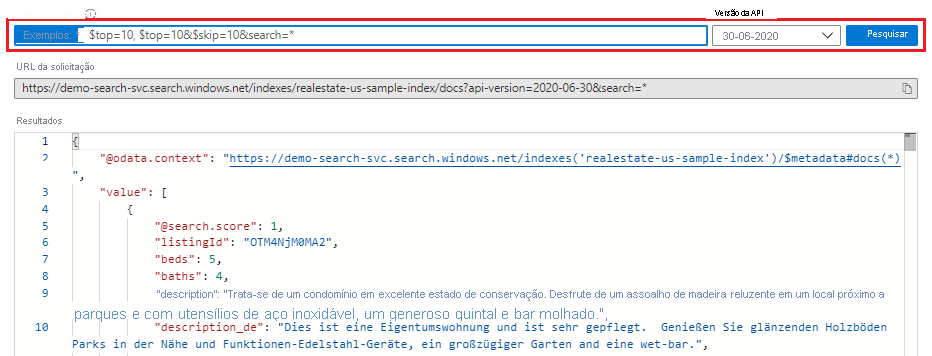 Versão da API
Exemplos: * $top=10, $top=10&$skip=10&search=*
30-06-2020
Pesquisar
URL da solicitação
https://demo-search-svc.search.windows.net/indexes/realestate-us-sample-index/docs?api-version=2020-06-30&search=*
Resultados
1 {
2 "@odata.context": "https://demo-search-svc.search.windows.net/indexes('realestate-us-sample-index')/$metadata#docs(*)
",
3 "value": [
4 {
5 "@search.score": 1,
6 "listingId": "OTM4NjM0MA2",
7 "beds": 5,
8 "baths": 4,
9 "description": "Trata-se de um condomínio em excelente estado de conservação. Desfrute de um assoalho de madeira reluzente em um local próximo a
parques e com utensílios de aço inoxidável, um generoso quintal e bar molhado.",
10 "description_de": "Dies ist eine Eigentumswohnung und ist sehr gepflegt. Genießen Sie glänzenden Holzböden
Parks in der Nähe und Funktionen-Edelstahl-Geräte, ein großzügiger Garten and eine wet-bar.",